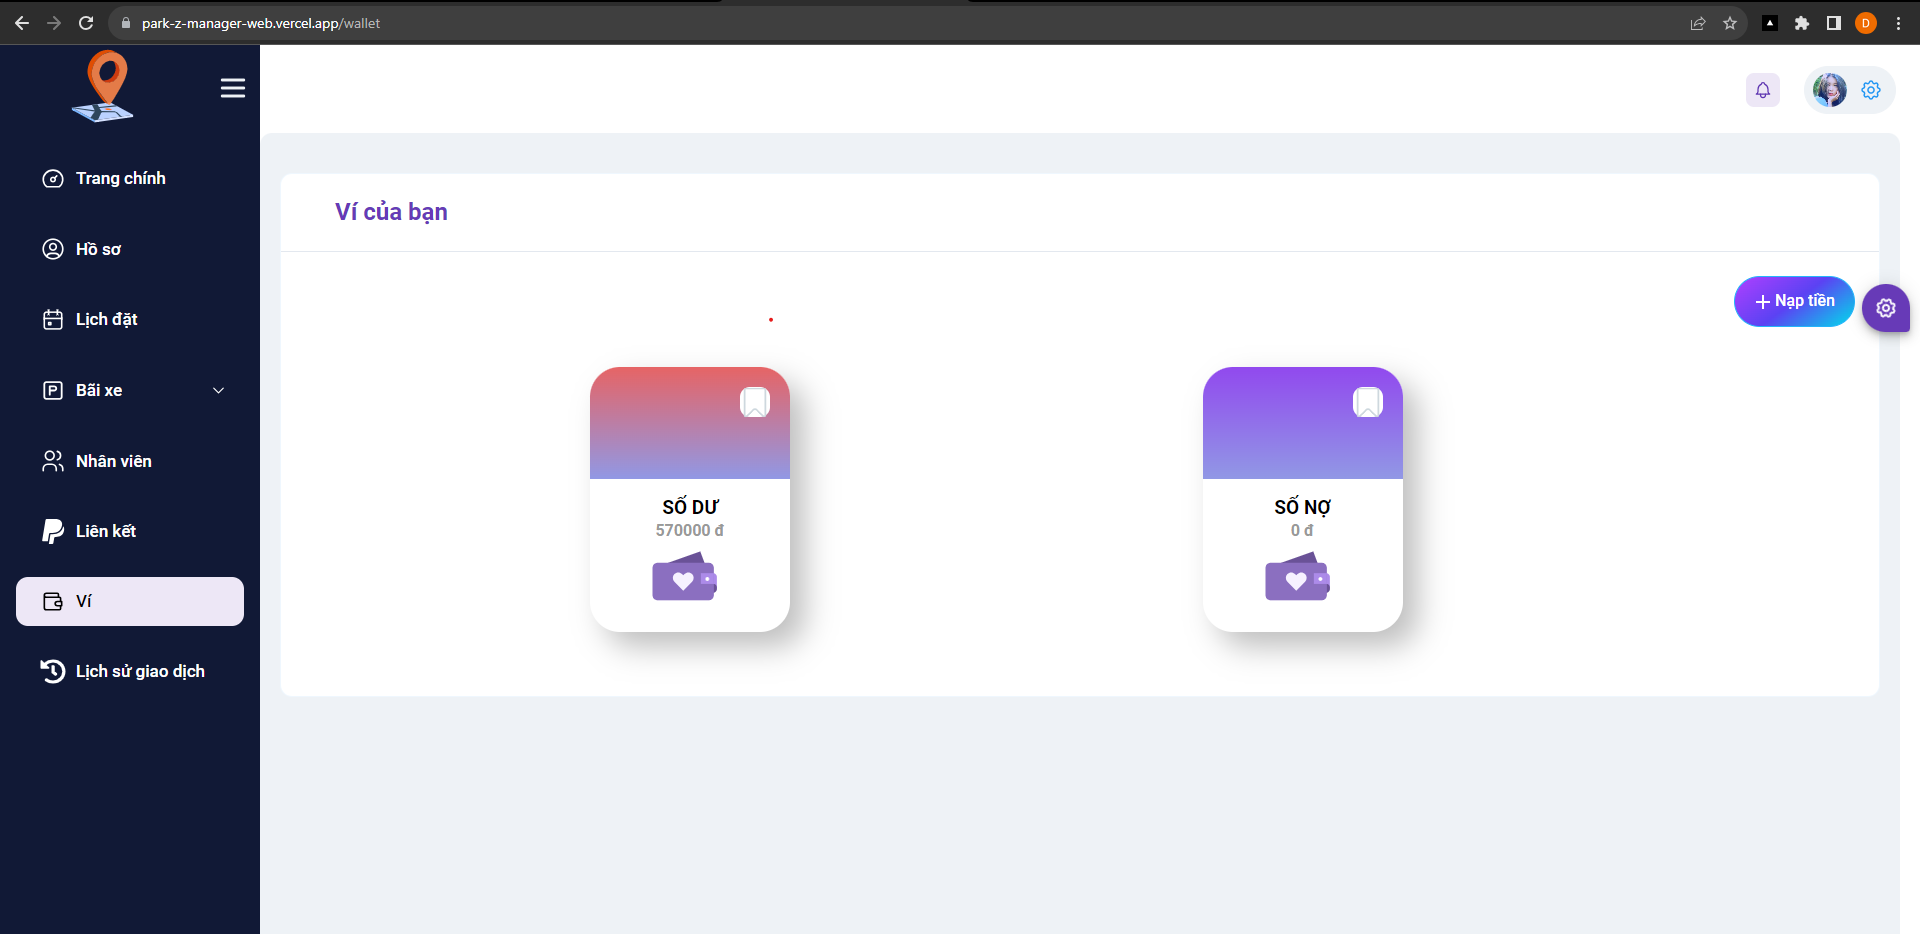 park-z-manager-web.vercel.app/wallet
D
Trang chính
Hồ sơ
Lịch đặt
Bãi xe
Nhân viên
Liên kết
Ví
Lịch sử giao dịch
Ví của bạn
Nạp tiền
SỐ DƯ
570000 đ
SỐ NỢ
0 đ